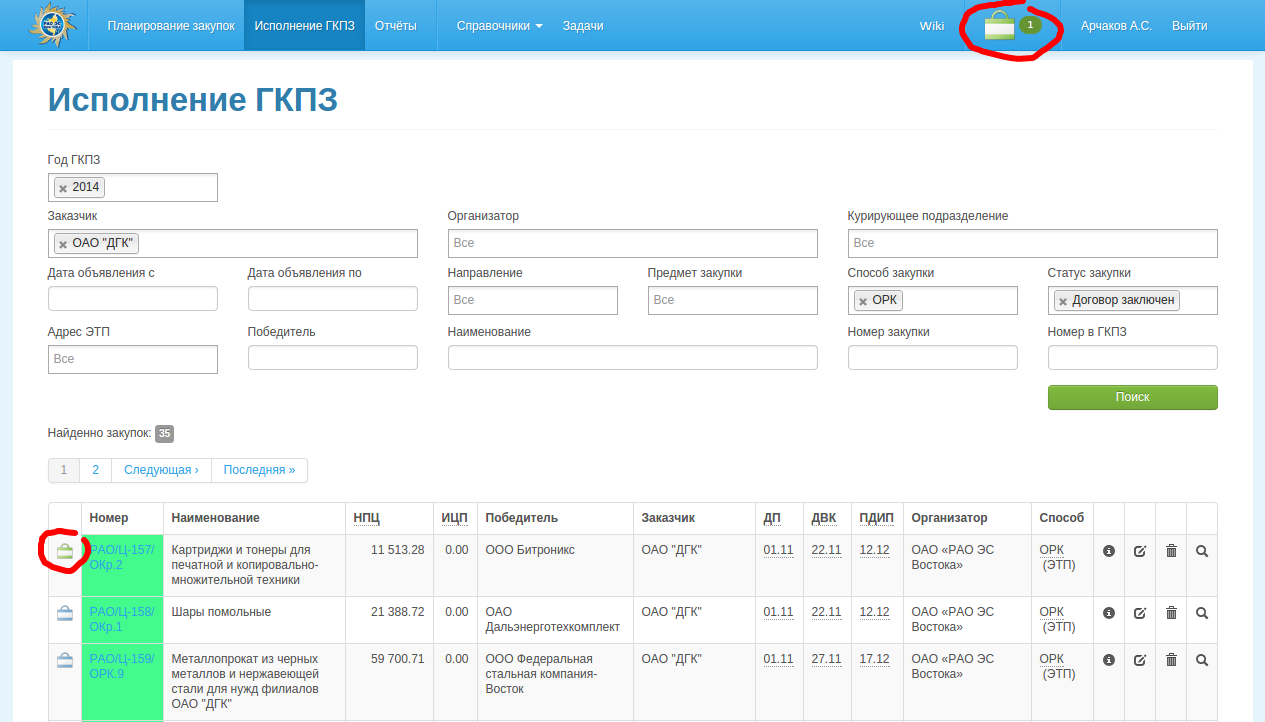 Планирование закупок Исполнение ГКПЗ Отчёты Справочники Задачи Wiki 1 Арчаков А.С. Выйти
Исполнение ГКПЗ
Год ГКПЗ
× 2014
Заказчик Организатор Курирующее подразделение
× ОАО "ДГК" Все Все
Дата объявления с Дата объявления по Направление Предмет закупки Способ закупки Статус закупки
Все Все × ОРК × Договор заключен
Адрес ЭТП Победитель Наименование Номер закупки Номер в ГКПЗ
Все
Поиск
Найденно закупок: 35
1 2 Следующая › Последняя »
Номер Наименование НПЦ ИЦП Победитель Заказчик ДП ДВК ПДИП Организатор Способ
РАО/Ц-157/ Картриджи и тонеры для 11 513.28 0.00 ООО Битроникс ОАО "ДГК" 01.11 22.11 12.12 ОАО «РАО ЭС ОРК
ОКр.2 печатной и копировально- Востока» (ЭТП)
множительной техники
РАО/Ц-158/ Шары помольные 21 388.72 0.00 ОАО ОАО "ДГК" 01.11 22.11 12.12 ОАО «РАО ЭС ОРК
ОКр.1 Дальэнерготехкомплект Востока» (ЭТП)
РАО/Ц-159/ Металлопрокат из черных 59 700.71 0.00 ООО Федеральная ОАО "ДГК" 01.11 27.11 17.12 ОАО «РАО ЭС ОРК
ОРК.9 металлов и нержавеющей стальная компания- Востока» (ЭТП)
стали для нужд филиалов Восток
ОАО "ДГК"